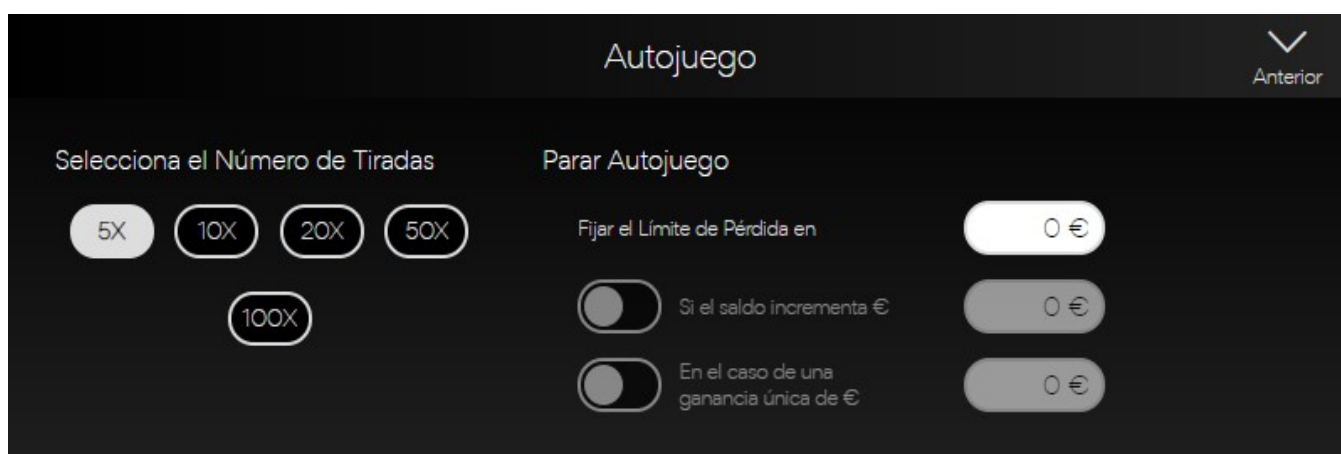 Autojuego
Anterior
Selecciona el Número de Tiradas
5X 10X 20X 50X
100X
Parar Autojuego
Fijar el Límite de Pérdida en 0 €
Si el saldo incrementa € 0 €
En el caso de una
ganancia única de € 0 €